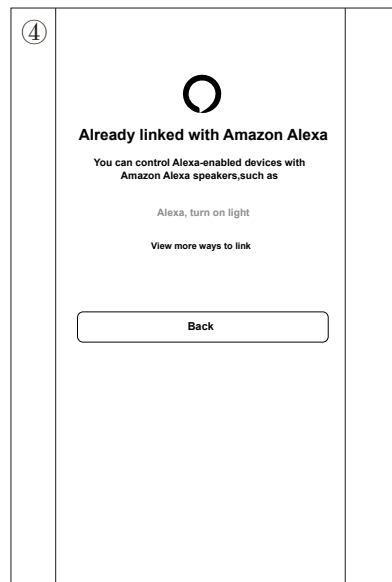 ④
Already linked with Amazon Alexa
You can control Alexa-enabled devices with
Amazon Alexa speakers,such as
Alexa, turn on light
View more ways to link
Back